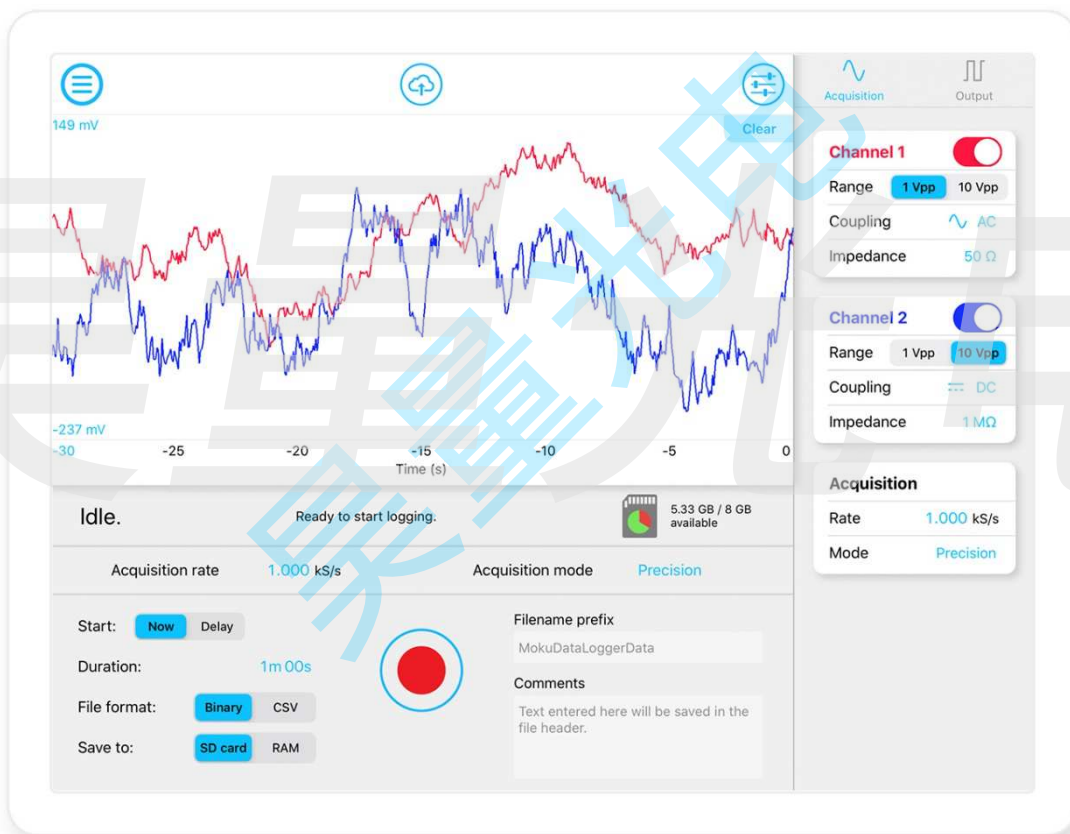 Acquisition
Output
149 mV
Clear
-237 mV
-30
-25
-20
-15
-10
-5
0
Time (s)
Channel 1
Range 1 Vpp 10 Vpp
Coupling AC
Impedance 50 Ω
Channel 2
Range 1 Vpp 10 Vpp
Coupling DC
Impedance 1 MΩ
Acquisition
Rate 1.000 kS/s
Mode Precision
Idle.
Ready to start logging.
5.33 GB / 8 GB
available
Acquisition rate 1.000 kS/s
Acquisition mode Precision
Start: Now Delay
Duration: 1m 00s
File format: Binary CSV
Save to: SD card RAM
Filename prefix
MokuDataLoggerData
Comments
Text entered here will be saved in the
file header.
昊量光电